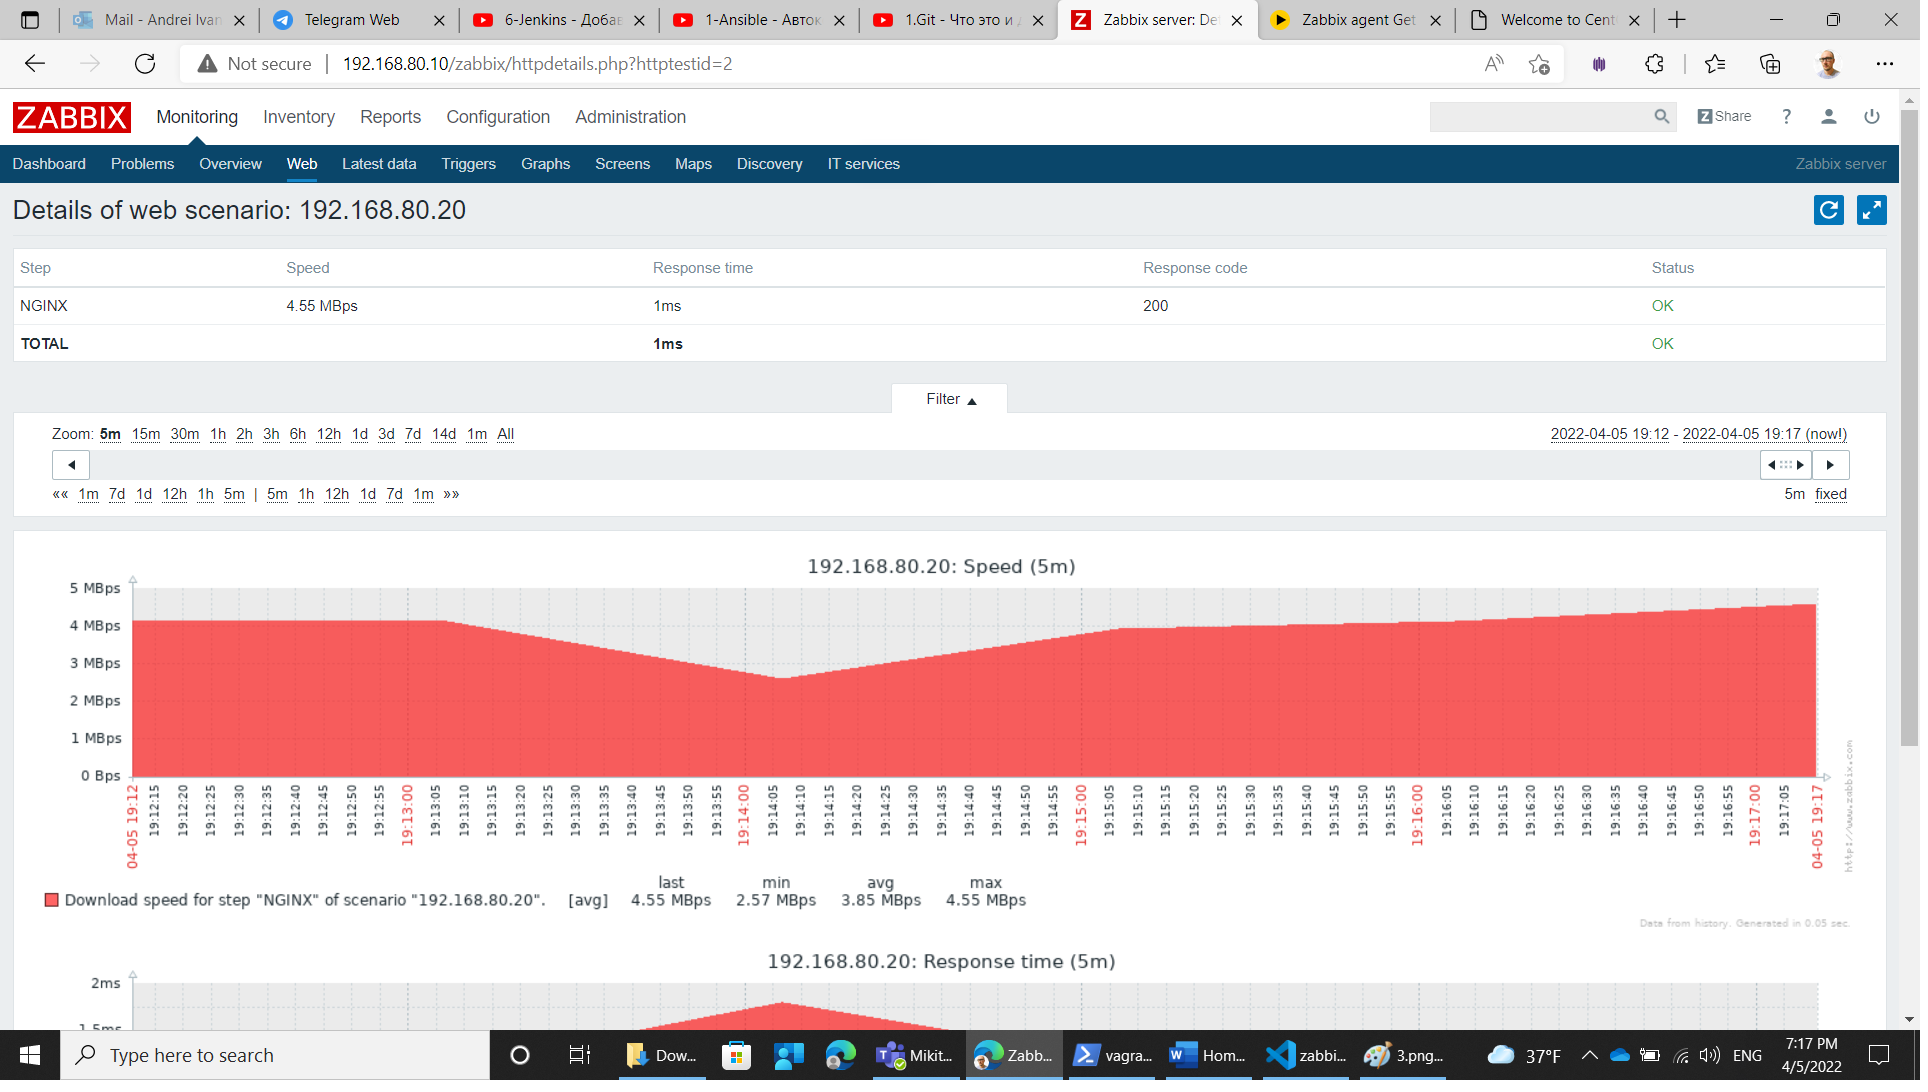 Mail - Andrei Ivan
Telegram Web
6-Jenkins - Добав
1-Ansible - Авток
1.Git - Что это и д
Zabbix server: De
Zabbix agent Get
Welcome to Cent
Not secure
192.168.80.10/zabbix/httpdetails.php?httptestid=2
ZABBIX Monitoring Inventory Reports Configuration Administration
Z Share ?
Dashboard Problems Overview Web Latest data Triggers Graphs Screens Maps Discovery IT services Zabbix server
Details of web scenario: 192.168.80.20
Step Speed Response time Response code Status
NGINX 4.55 MBps 1ms 200 OK
TOTAL 1ms OK
Filter
Zoom: 5m 15m 30m 1h 2h 3h 6h 12h 1d 3d 7d 14d 1m All 2022-04-05 19:12 - 2022-04-05 19:17 (now!)
«« 1m 7d 1d 12h 1h 5m | 5m 1h 12h 1d 7d 1m »» 5m fixed
192.168.80.20: Speed (5m)
5 MBps
4 MBps
3 MBps
2 MBps
1 MBps
0 Bps
04-05 19:12 19:12:15 19:12:20 19:12:25 19:12:30 19:12:35 19:12:40 19:12:45 19:12:50 19:12:55 19:13:00 19:13:05 19:13:10 19:13:15 19:13:20 19:13:25 19:13:30 19:13:35 19:13:40 19:13:45 19:13:50 19:13:55 19:14:00 19:14:05 19:14:10 19:14:15 19:14:20 19:14:25 19:14:30 19:14:35 19:14:40 19:14:45 19:14:50 19:14:55 19:15:00 19:15:05 19:15:10 19:15:15 19:15:20 19:15:25 19:15:30 19:15:35 19:15:40 19:15:45 19:15:50 19:15:55 19:16:00 19:16:05 19:16:10 19:16:15 19:16:20 19:16:25 19:16:30 19:16:35 19:16:40 19:16:45 19:16:50 19:16:55 19:17:00 19:17:05 04-05 19:17
http://www.zabbix.com
last min avg max
Download speed for step "NGINX" of scenario "192.168.80.20". [avg] 4.55 MBps 2.57 MBps 3.85 MBps 4.55 MBps
Data from history. Generated in 0.05 sec.
192.168.80.20: Response time (5m)
2ms
1.5ms
Type here to search
Dow...
Mikit...
Zabb...
vagra...
Hom...
zabbi...
3.png...
37°F
ENG
7:17 PM
4/5/2022